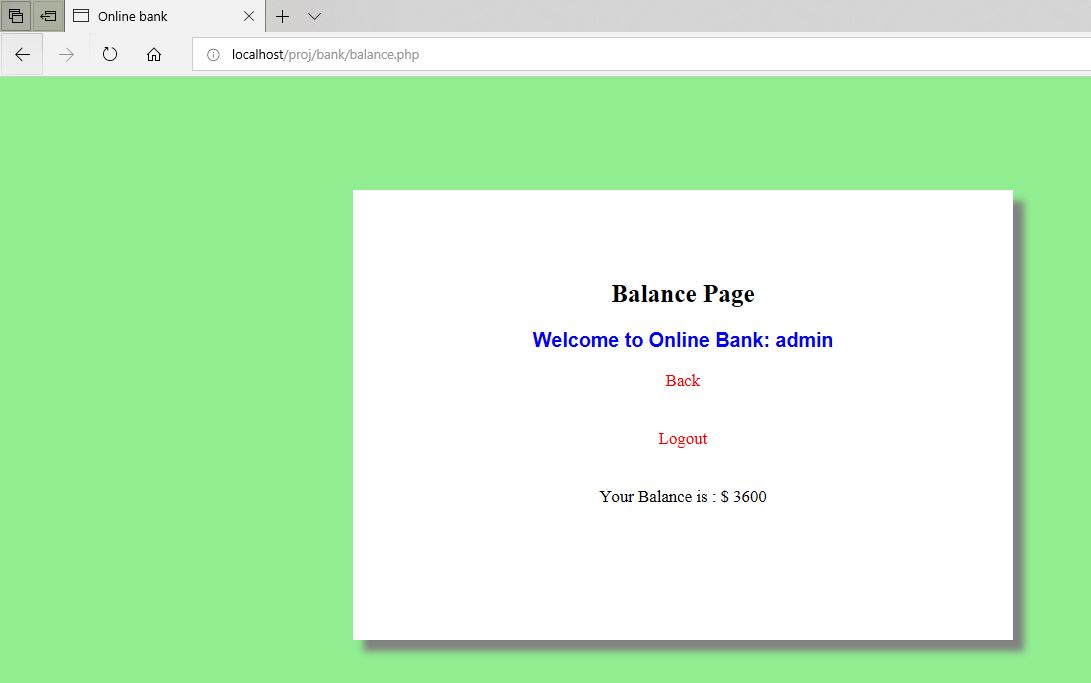 Online bank
localhost/proj/bank/balance.php
Balance Page
Welcome to Online Bank: admin
Back
Logout
Your Balance is : $ 3600